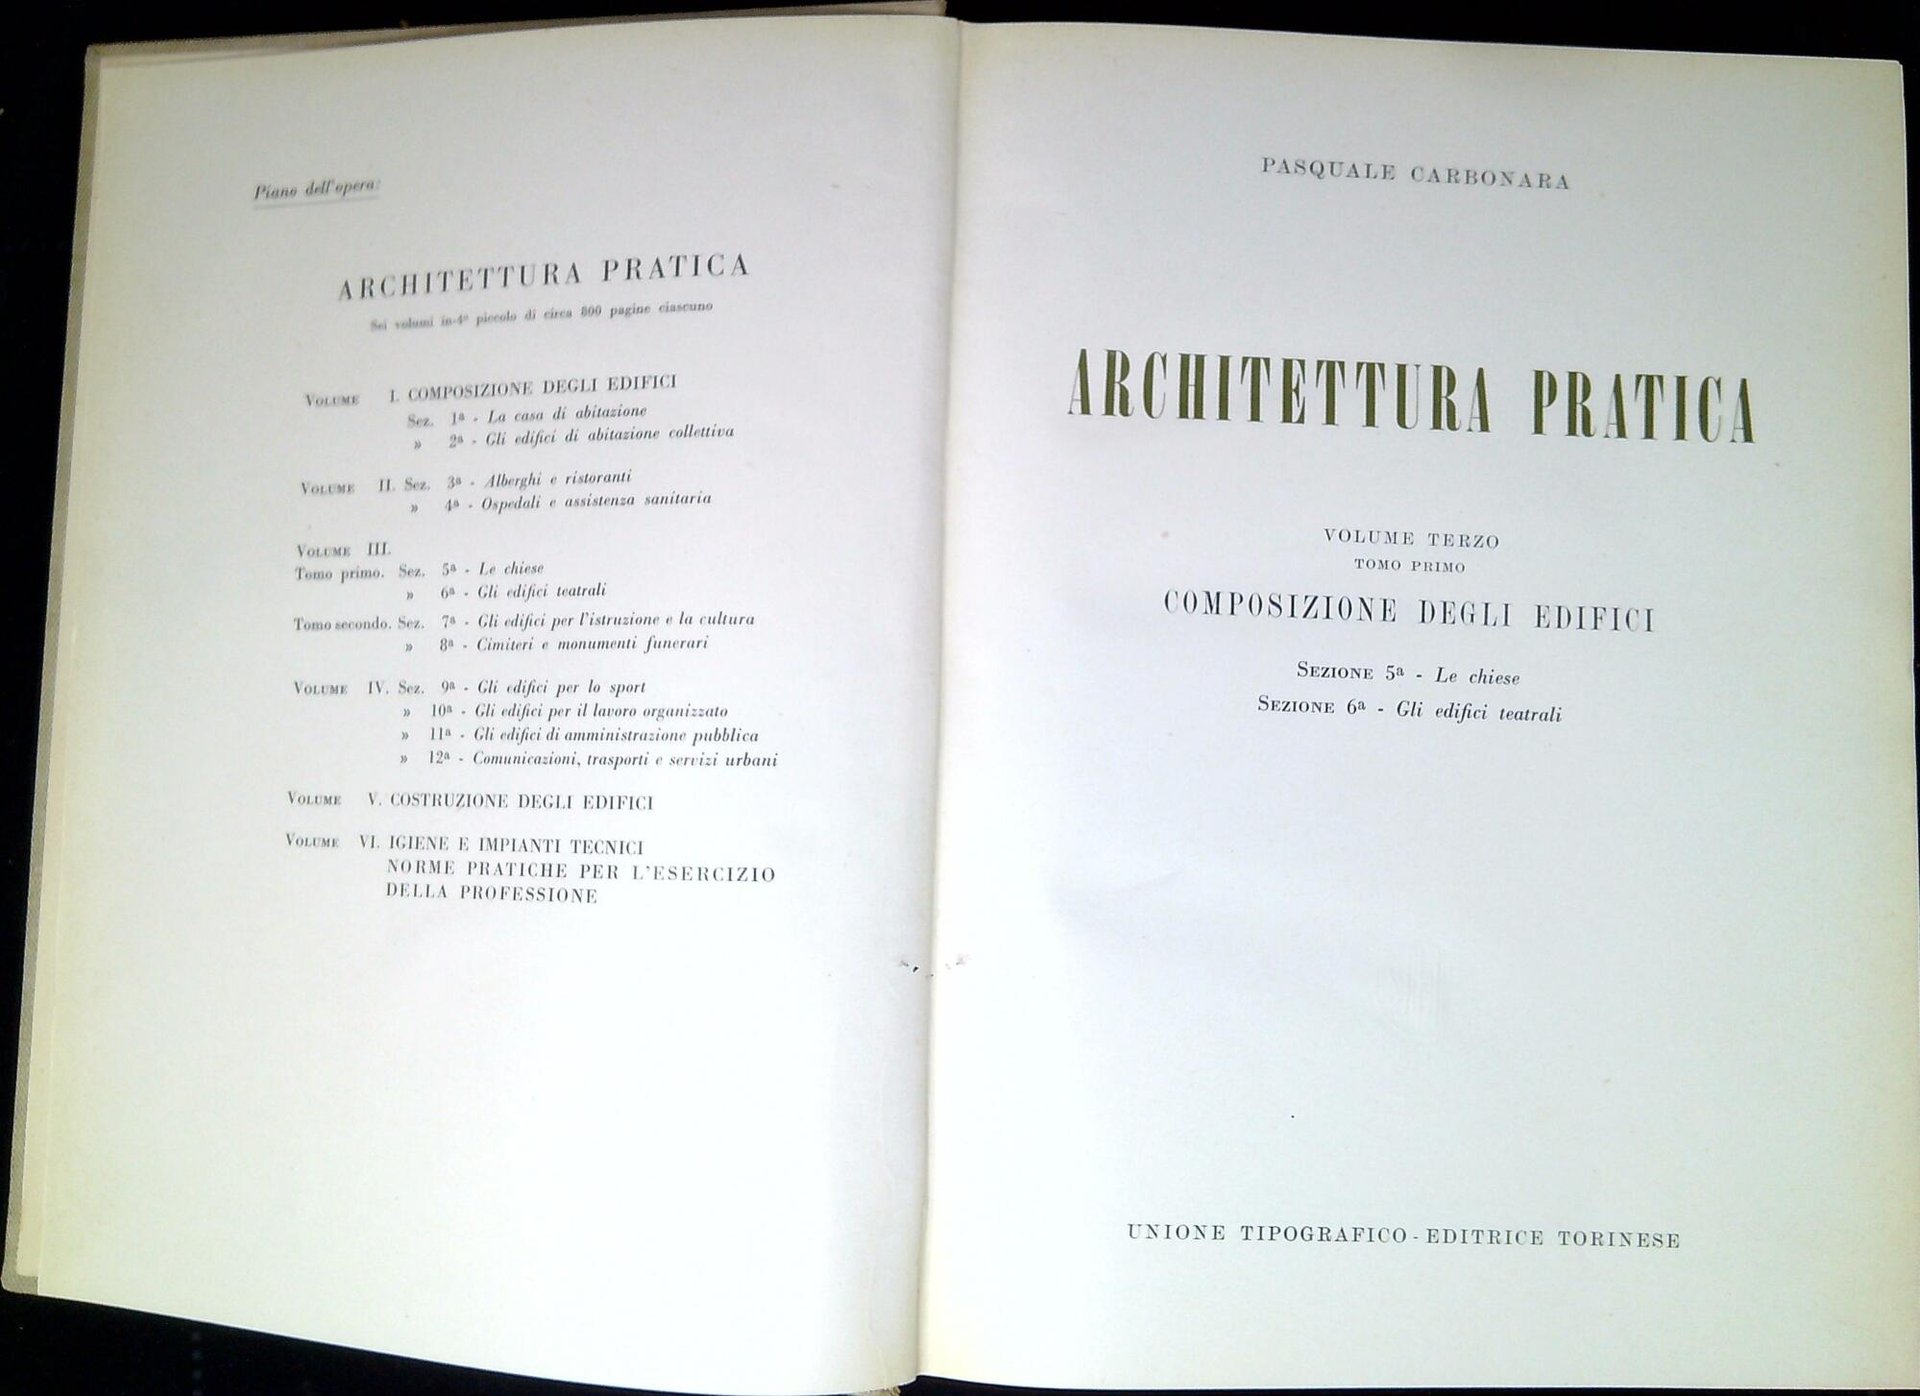 Piano dell'opera:
ARCHITETTURA PRATICA
Sei volumi in-4º piccolo di circa 800 pagine ciascuno
VOLUME I. COMPOSIZIONE DEGLI EDIFICI
Sez. 1ª - La casa di abitazione
» 2ª - Gli edifici di abitazione collettiva
VOLUME II. Sez. 3ª - Alberghi e ristoranti
» 4ª - Ospedali e assistenza sanitaria
VOLUME III.
Tomo primo. Sez. 5ª - Le chiese
» 6ª - Gli edifici teatrali
Tomo secondo. Sez. 7ª - Gli edifici per l'istruzione e la cultura
» 8ª - Cimiteri e monumenti funerari
VOLUME IV. Sez. 9ª - Gli edifici per lo sport
» 10ª - Gli edifici per il lavoro organizzato
» 11ª - Gli edifici di amministrazione pubblica
» 12ª - Comunicazioni, trasporti e servizi urbani
VOLUME V. COSTRUZIONE DEGLI EDIFICI
VOLUME VI. IGIENE E IMPIANTI TECNICI
NORME PRATICHE PER L'ESERCIZIO
DELLA PROFESSIONE
PASQUALE CARBONARA
ARCHITETTURA PRATICA
VOLUME TERZO
TOMO PRIMO
COMPOSIZIONE DEGLI EDIFICI
SEZIONE 5ª - Le chiese
SEZIONE 6ª - Gli edifici teatrali
UNIONE TIPOGRAFICO-EDITRICE TORINESE